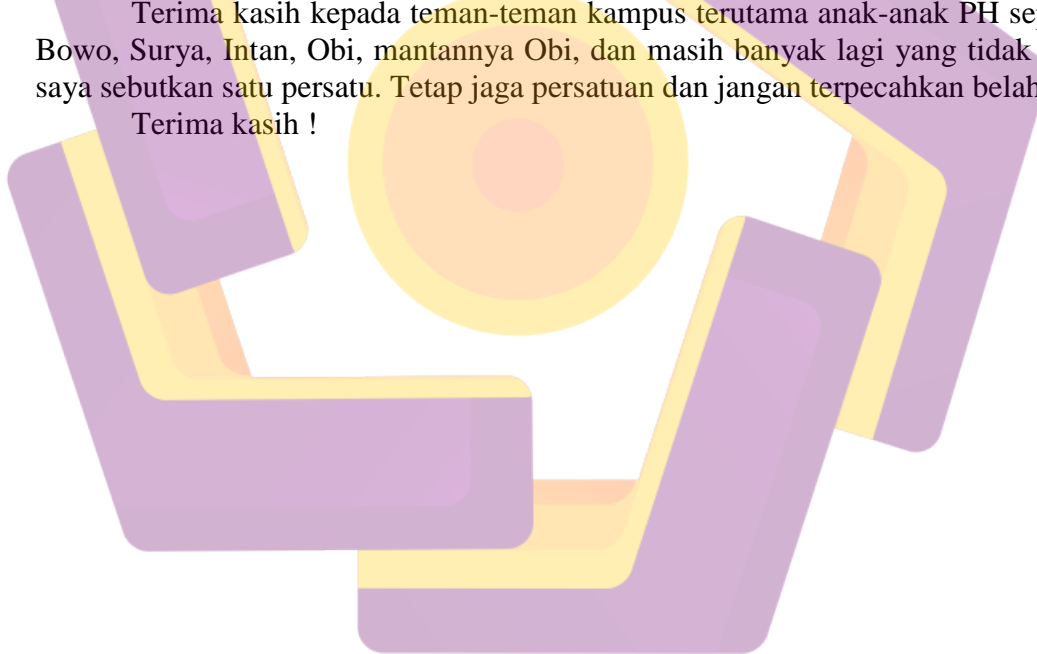 Terima kasih kepada teman-teman kampus terutama anak-anak PH
Bowo, Surya, Intan, Obi, mantannya Obi, dan masih banyak lagi yang tidak
saya sebutkan satu persatu. Tetap jaga persatuan dan jangan terpecahkan belah
Terima kasih !